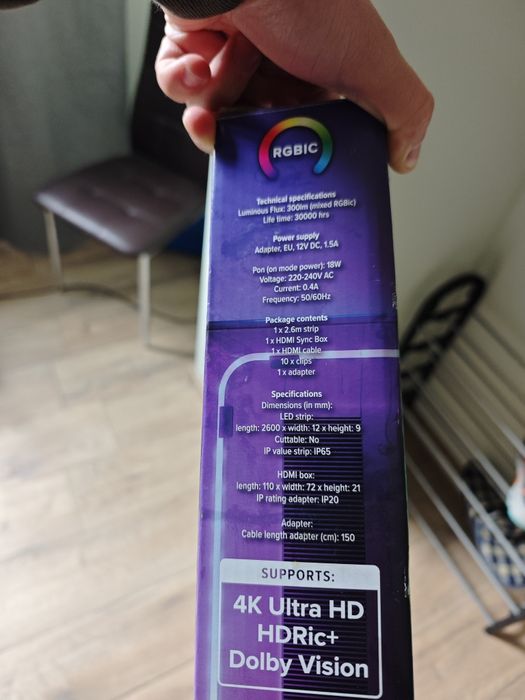 RGBIC
Technical specifications
Luminous Flux: 300lm (mixed RGBic)
Life time: 30000 hrs
Power supply
Adapter, EU, 12V DC, 1.5A
Pon (on mode power): 18W
Voltage: 220-240V AC
Current: 0.4A
Frequency: 50/60Hz
Package contents
1 x 2.6m strip
1 x HDMI Sync Box
1 x HDMI cable
10 x clips
1 x adapter
Specifications
Dimensions (in mm):
LED strip:
length: 2600 x width: 12 x height: 9
Cuttable: No
IP value strip: IP65
HDMI box:
length: 110 x width: 72 x height: 21
IP rating adapter: IP20
Adapter:
Cable length adapter (cm): 150
SUPPORTS:
4K Ultra HD
HDRic+
Dolby Vision